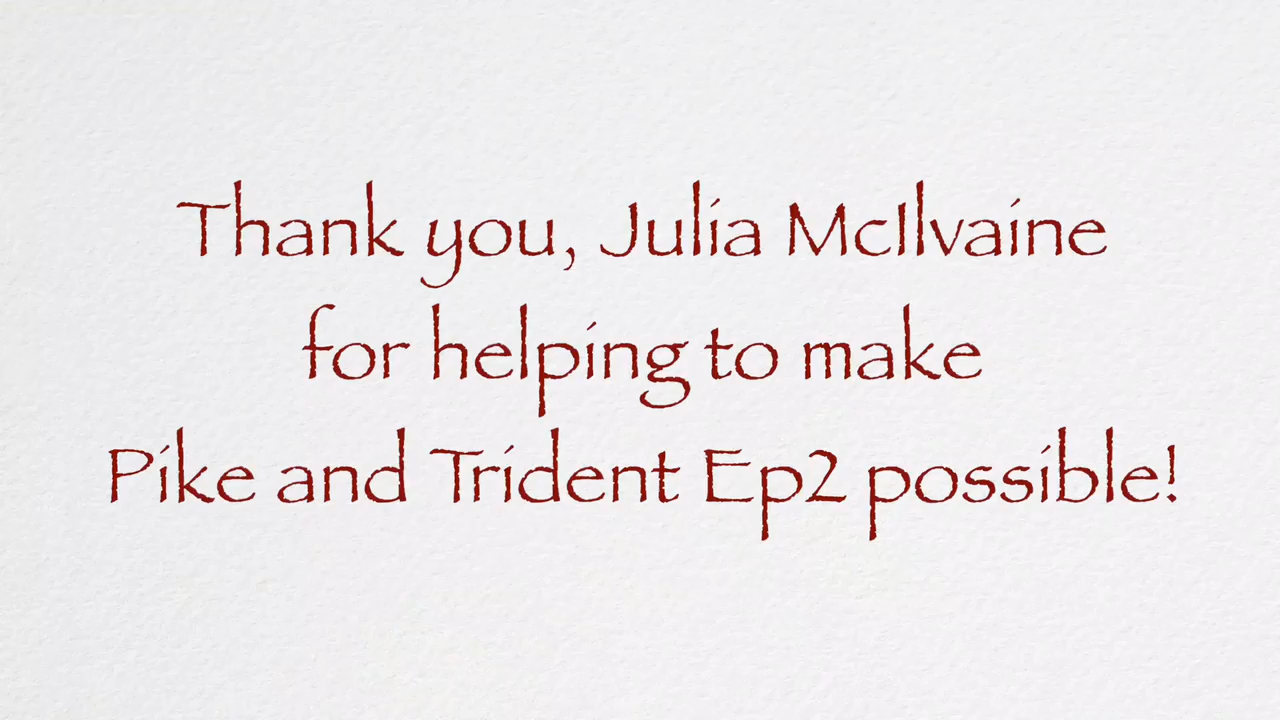 Thank you, Julia McIlvaine
for helping to make
Pike and Trident Ep2 possible!